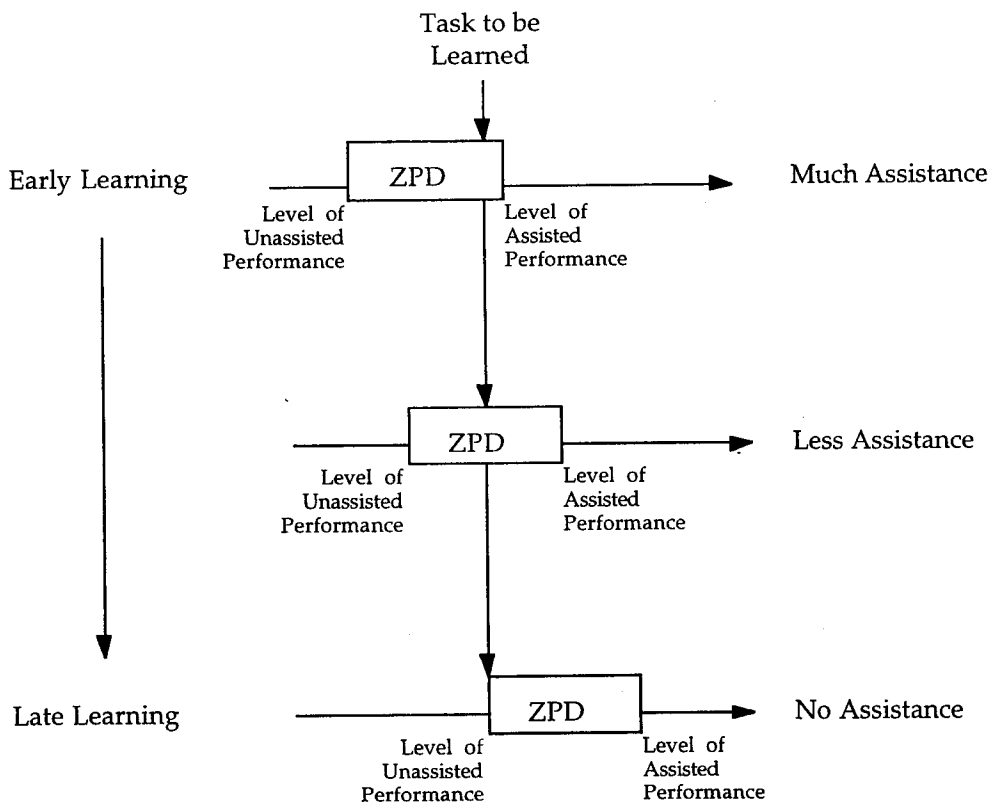 Task to be
Learned
Early Learning
ZPD
Much Assistance
Level of
Unassisted
Performance
Level of
Assisted
Performance
ZPD
Less Assistance
Level of
Unassisted
Performance
Level of
Assisted
Performance
Late Learning
ZPD
No Assistance
Level of
Unassisted
Performance
Level of
Assisted
Performance